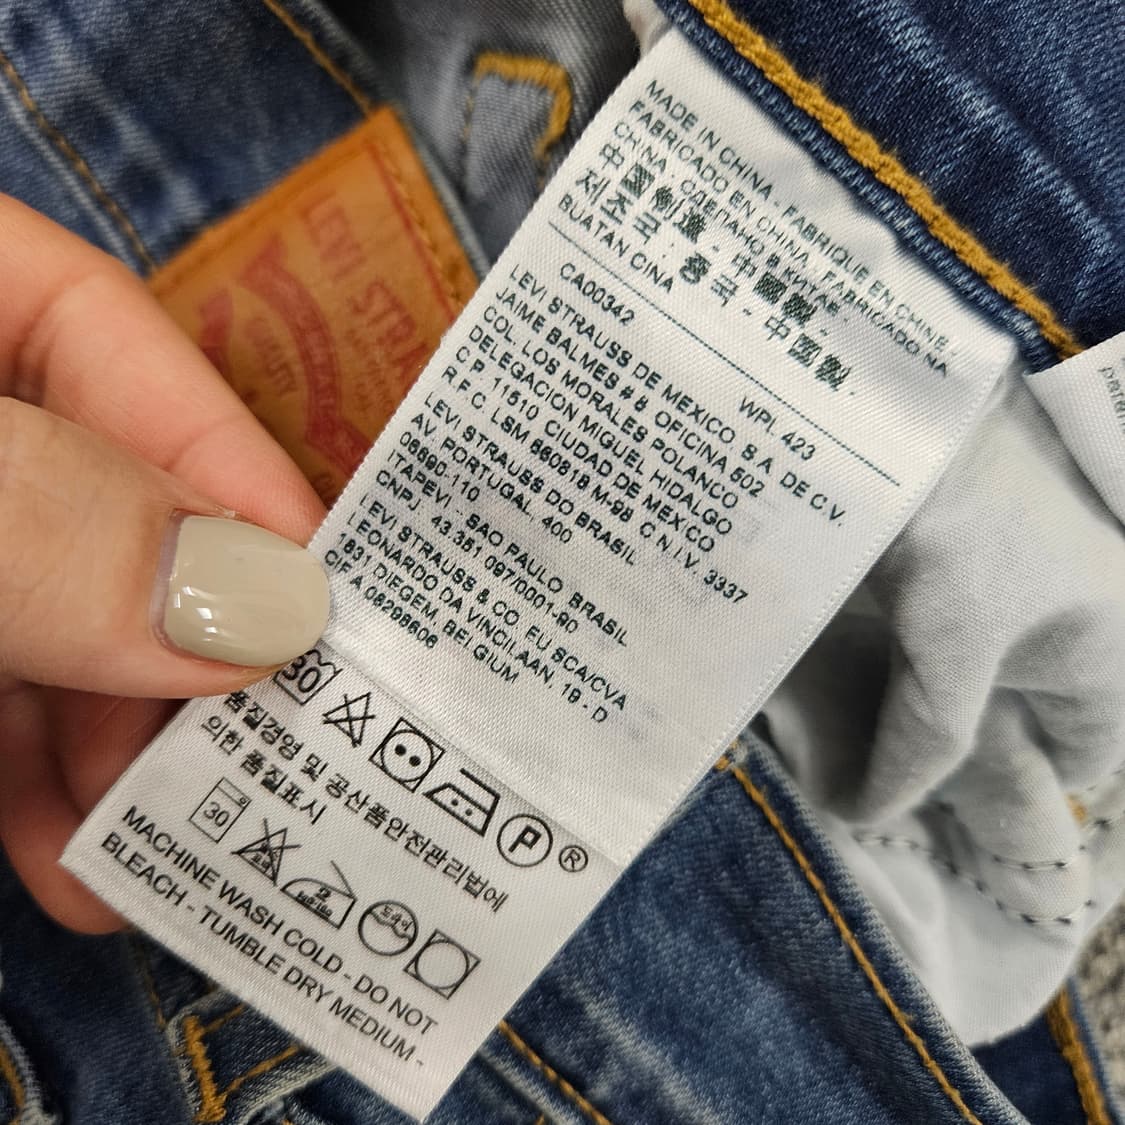 MADE IN CHINA - FABRIQUE EN CHINE -
FABRICADO EN CHINA - FABRICADO NA
CHINA - СДЕЛАНО В КИТАЕ -
中國製造 - 中國製 -
제조국 : 중국 - 中国製
BUATAN CINA
CA00342 WPL 423
LEVI STRAUSS DE MEXICO S.A. DE C.V.
JAIME BALMES # 8 OFICINA 502
COL. LOS MORALES POLANCO
DELEGACION MIGUEL HIDALGO
C.P. 11510 CIUDAD DE MEXICO
R.F.C. LSM 860818 M-98 C.N.I.V. 3337
LEVI STRAUSS DO BRASIL
AV. PORTUGAL, 400
06690-110
ITAPEVI - SAO PAULO BRASIL
CNPJ 43.351.097/0001-90
LEVI STRAUSS & CO. EU SCA/CVA
LEONARDO DA VINCILAAN, 19 - D
1831 DIEGEM, BELGIUM
CIF A 08298606
30
P ®
품질경영 및 공산품안전관리법에
의한 품질표시
30
MACHINE WASH COLD - DO NOT
BLEACH - TUMBLE DRY MEDIUM -
LEVI STRA
QUALITY